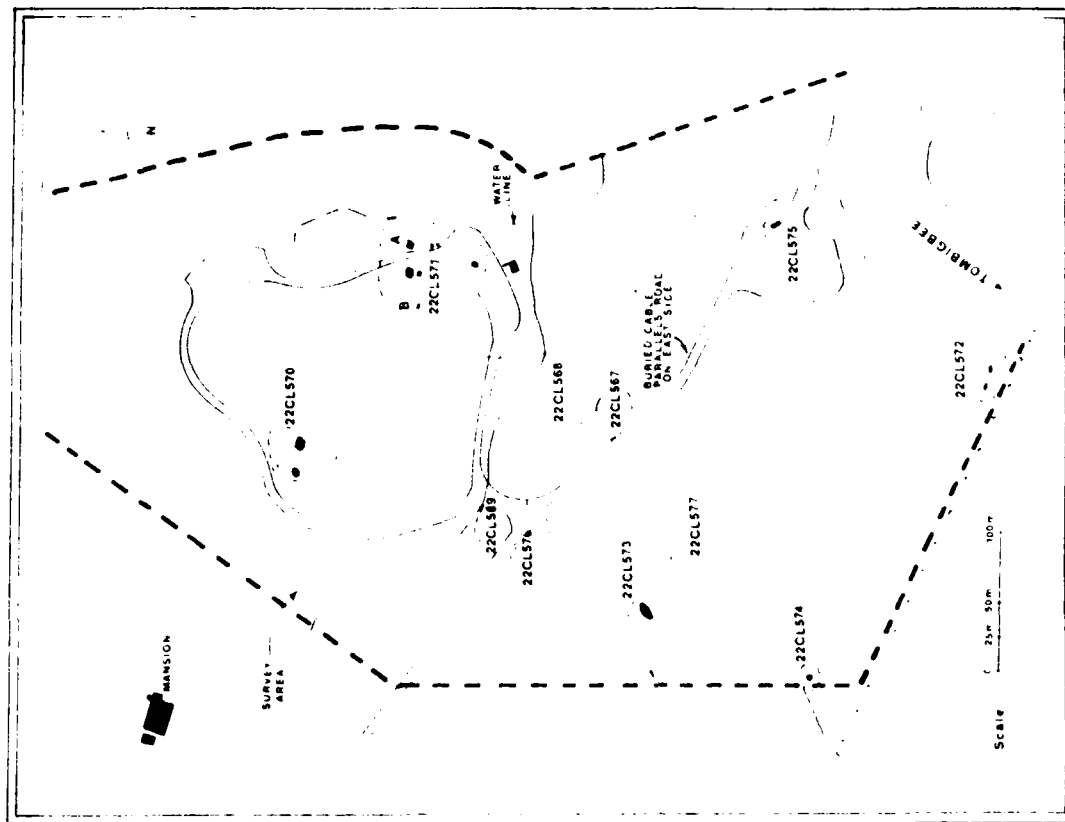 N
MANSION
SURVEY
AREA
22CL570
B
22CL571
A
WATER
LINE
22CL568
22CL567
22CL576
22CL573
22CL577
BURIED CABLE
PARALLELS ROAD
ON EAST SIDE
22CL575
TOMBIGBEE
22CL572
22CL574
Scale
25m 50m 100m